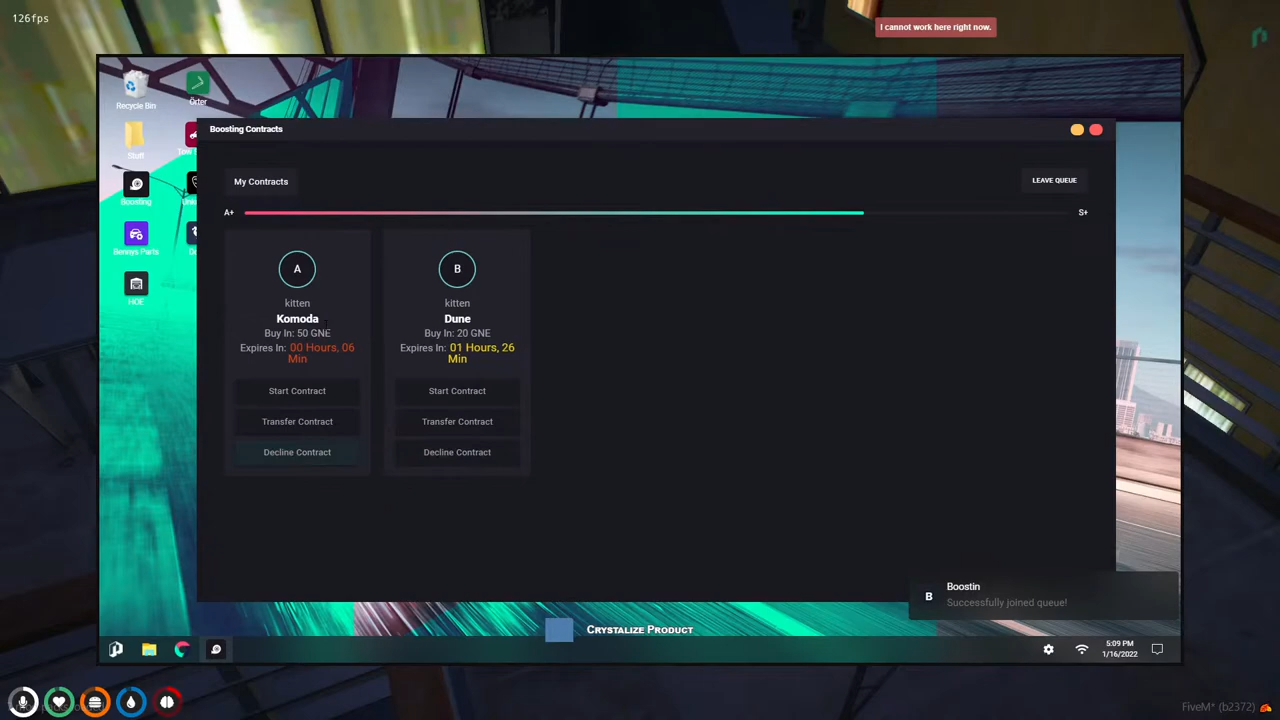 126fps
I cannot work here right now.
Recycle Bin
Örter
Stuff
Boosting
Bennys Parts
HOE
Boosting Contracts
My Contracts
LEAVE QUEUE
A+
S+
A
kitten
Komoda
Buy In: 50 GNE
Expires In: 00 Hours, 06
Min
Start Contract
Transfer Contract
Decline Contract
B
kitten
Dune
Buy In: 20 GNE
Expires In: 01 Hours, 26
Min
Start Contract
Transfer Contract
Decline Contract
B
Boostin
Successfully joined queue!
Crystalize Product
5:09 PM
1/16/2022
FiveM* (b2372)